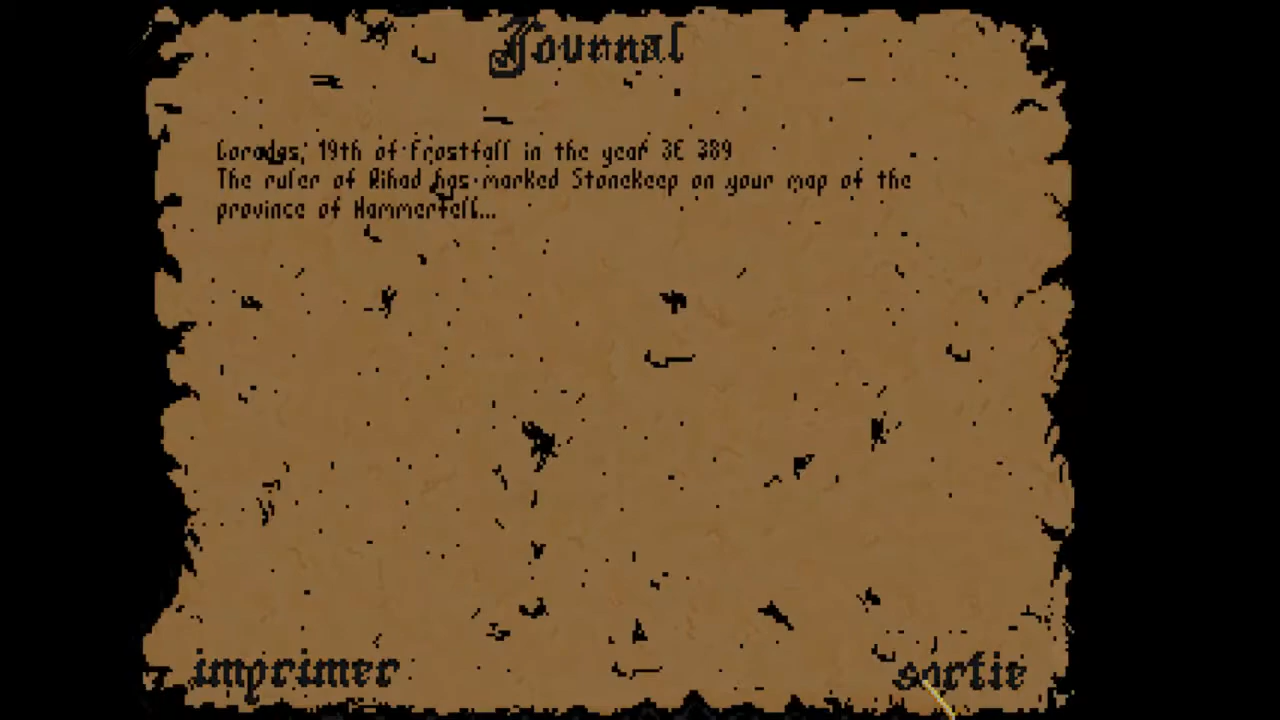 Journal
Loredas, 19th of Frostfall in the year 3E 389
The ruler of Rihad has marked Stonekeep on your map of the
province of Hammerfell...
imprimer
sortie